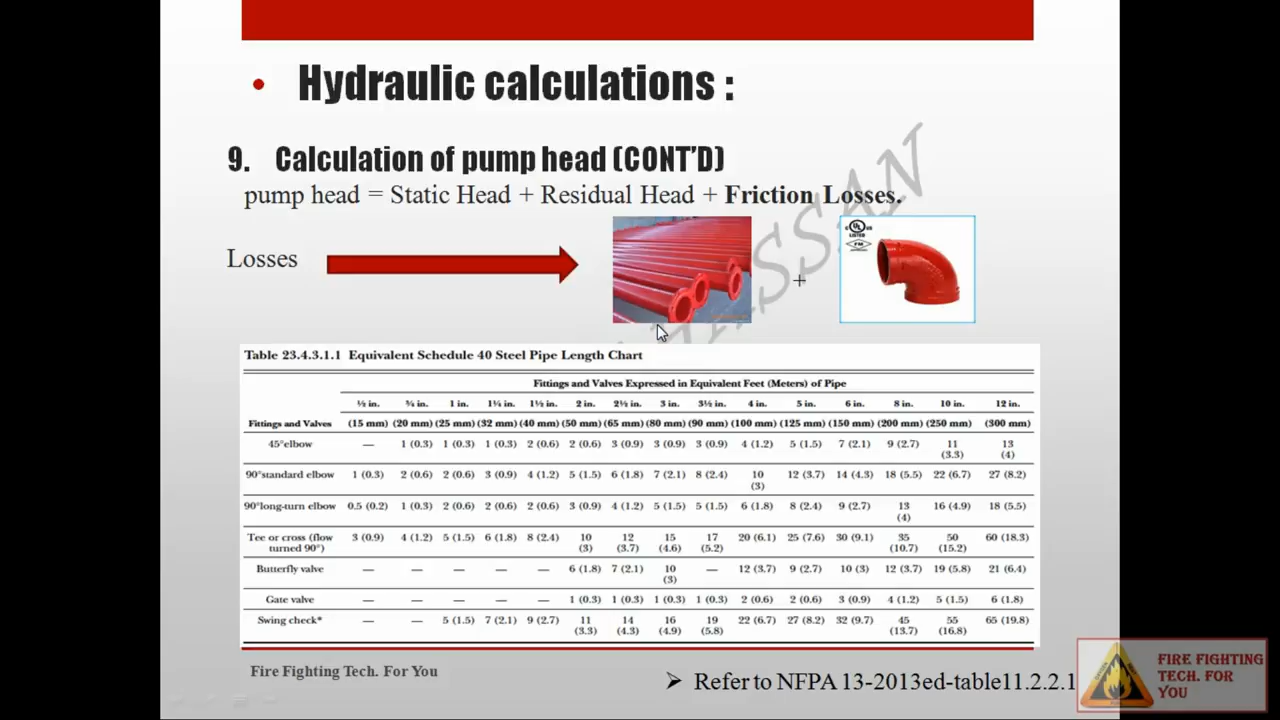 • Hydraulic calculations :
9. Calculation of pump head (CONT'D)
pump head = Static Head + Residual Head + Friction Losses.
Losses
+
UL
LISTED
FM
HASSAN
Table 23.4.3.1.1 Equivalent Schedule 40 Steel Pipe Length Chart
Fittings and Valves Expressed in Equivalent Feet (Meters) of Pipe
½ in. ¾ in. 1 in. 1¼ in. 1½ in. 2 in. 2½ in. 3 in. 3½ in. 4 in. 5 in. 6 in. 8 in. 10 in. 12 in.
Fittings and Valves (15 mm) (20 mm) (25 mm) (32 mm) (40 mm) (50 mm) (65 mm) (80 mm) (90 mm) (100 mm) (125 mm) (150 mm) (200 mm) (250 mm) (300 mm)
45°elbow — 1 (0.3) 1 (0.3) 1 (0.3) 2 (0.6) 2 (0.6) 3 (0.9) 3 (0.9) 3 (0.9) 4 (1.2) 5 (1.5) 7 (2.1) 9 (2.7) 11 13
(3.3) (4)
90°standard elbow 1 (0.3) 2 (0.6) 2 (0.6) 3 (0.9) 4 (1.2) 5 (1.5) 6 (1.8) 7 (2.1) 8 (2.4) 10 12 (3.7) 14 (4.3) 18 (5.5) 22 (6.7) 27 (8.2)
(3)
90°long-turn elbow 0.5 (0.2) 1 (0.3) 2 (0.6) 2 (0.6) 2 (0.6) 3 (0.9) 4 (1.2) 5 (1.5) 5 (1.5) 6 (1.8) 8 (2.4) 9 (2.7) 13 16 (4.9) 18 (5.5)
(4)
Tee or cross (flow 3 (0.9) 4 (1.2) 5 (1.5) 6 (1.8) 8 (2.4) 10 12 15 17 20 (6.1) 25 (7.6) 30 (9.1) 35 50 60 (18.3)
turned 90°) (3) (3.7) (4.6) (5.2) (10.7) (15.2)
Butterfly valve — — — — — 6 (1.8) 7 (2.1) 10 — 12 (3.7) 9 (2.7) 10 (3) 12 (3.7) 19 (5.8) 21 (6.4)
(3)
Gate valve — — — — — 1 (0.3) 1 (0.3) 1 (0.3) 1 (0.3) 2 (0.6) 2 (0.6) 3 (0.9) 4 (1.2) 5 (1.5) 6 (1.8)
Swing check* — — 5 (1.5) 7 (2.1) 9 (2.7) 11 14 16 19 22 (6.7) 27 (8.2) 32 (9.7) 45 55 65 (19.8)
(3.3) (4.3) (4.9) (5.8) (13.7) (16.8)
Fire Fighting Tech. For You
➢ Refer to NFPA 13-2013ed-table11.2.2.1
FIRE FIGHTING
TECH. FOR
YOU